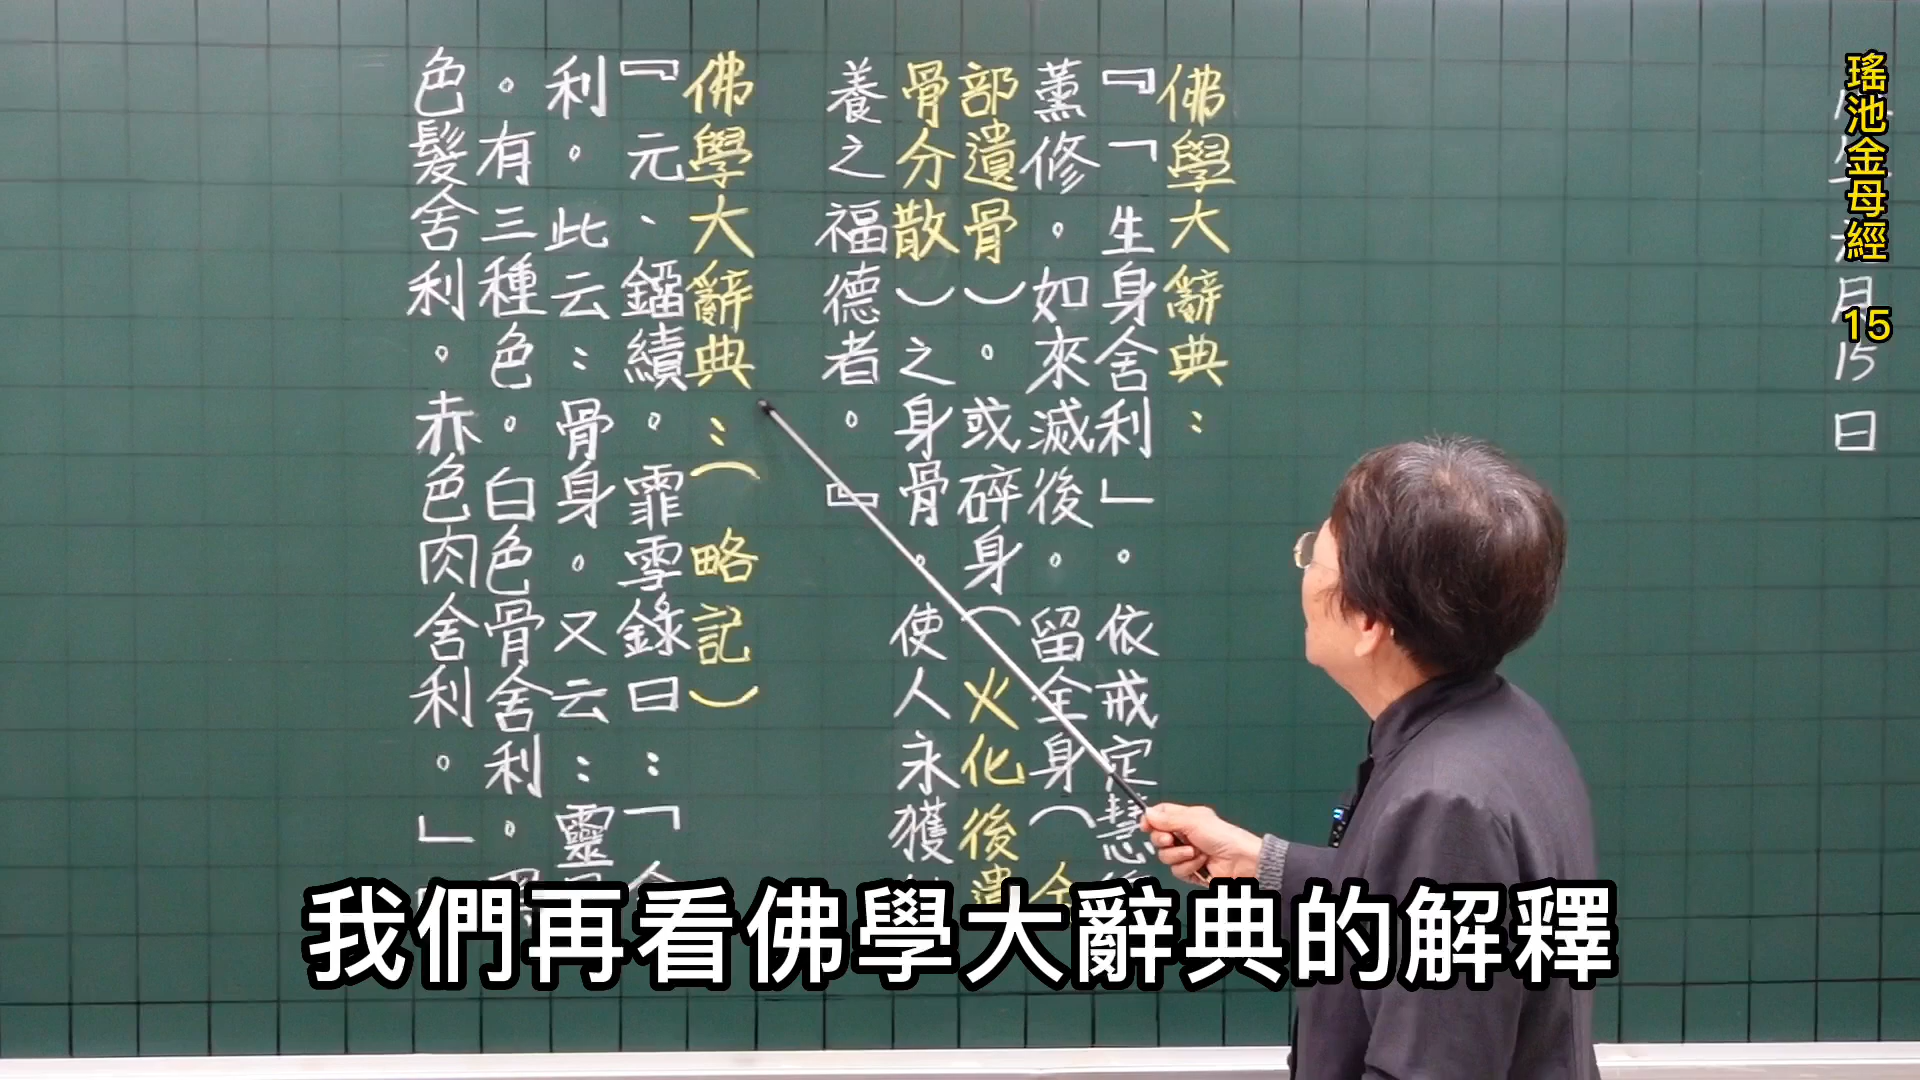 瑤池金母經 15
月15日
佛學大辭典：
『「生身舍利」。依戒定慧
薰修。如來滅後。留全身（全
部遺骨）。或碎身（火化後遺
骨分散）之身骨。使人永獲
養之福德者。』
佛學大辭典：（略記）
『元、鎦績。霏雪錄曰：「
利。此云：骨身。又云：靈
。有三種色。白色骨舍利。
色髮舍利。赤色肉舍利。」
我們再看佛學大辭典的解釋